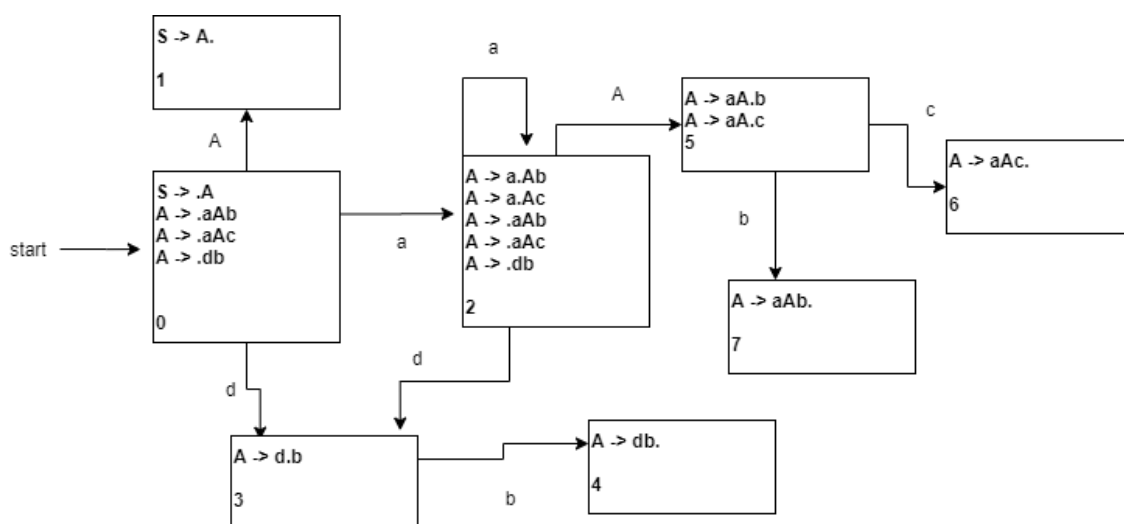 S -> A.
1
a
A
A -> aA.b
A -> aA.c
5
c
A -> aAc.
6
A
S -> .A
A -> .aAb
A -> .aAc
A -> .db
0
start
a
A -> a.Ab
A -> a.Ac
A -> .aAb
A -> .aAc
A -> .db
2
b
A -> aAb.
7
d
d
A -> d.b
3
b
A -> db.
4